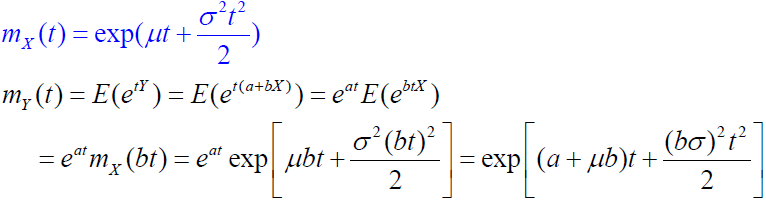 m_X(t) = exp(μt + σ²t²/2)
m_Y(t) = E(e^{tY}) = E(e^{t(a+bX)}) = e^{at}E(e^{btX})
= e^{at}m_X(bt) = e^{at} exp[μbt + σ²(bt)²/2] = exp[(a + μb)t + (bσ)²t²/2]